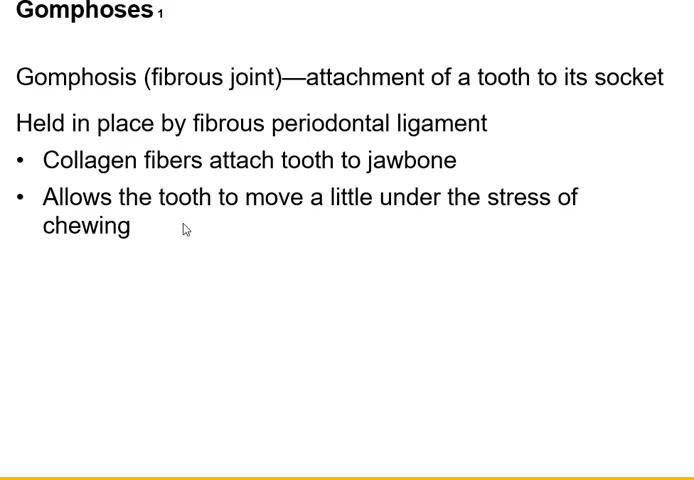 Gomphoses 1
Gomphosis (fibrous joint)—attachment of a tooth to its socket
Held in place by fibrous periodontal ligament
• Collagen fibers attach tooth to jawbone
• Allows the tooth to move a little under the stress of
chewing